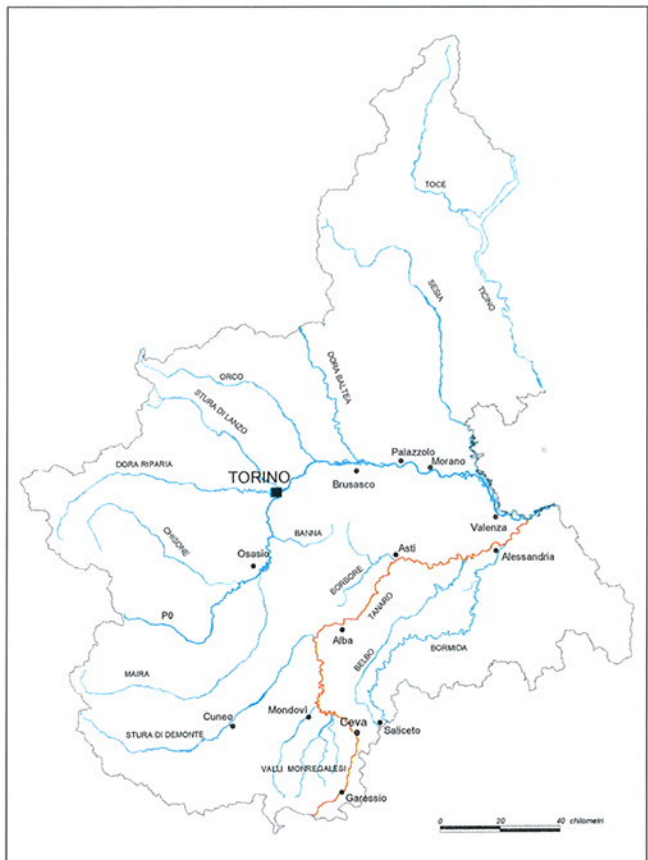 TOCE
SESIA
TICINO
DORA BALTEA
ORCO
STURA DI LANZO
Palazzolo
Morano
DORA RIPARIA
TORINO
Brusasco
CHISONE
BANNA
Valenza
Osasio
Asti
Alessandria
BORBORE
PO
TANARO
Alba
BELBO
BORMIDA
MAIRA
Cuneo
Mondovì
Ceva
Saliceto
STURA DI DEMONTE
VALLI MONREGALESI
Garessio
0 20 40 chilometri